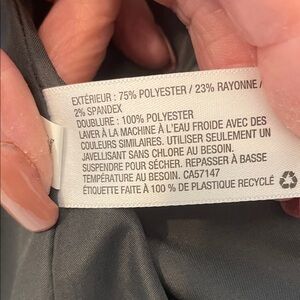 EXTÉRIEUR : 75% POLYESTER / 23% RAYONNE /
2% SPANDEX
DOUBLURE : 100% POLYESTER
LAVER À LA MACHINE À L'EAU FROIDE AVEC DES
COULEURS SIMILAIRES. UTILISER SEULEMENT UN
JAVELLISANT SANS CHLORE AU BESOIN.
SUSPENDRE POUR SÉCHER. REPASSER À BASSE
TEMPÉRATURE AU BESOIN. CA57147
ÉTIQUETTE FAITE À 100 % DE PLASTIQUE RECYCLÉ